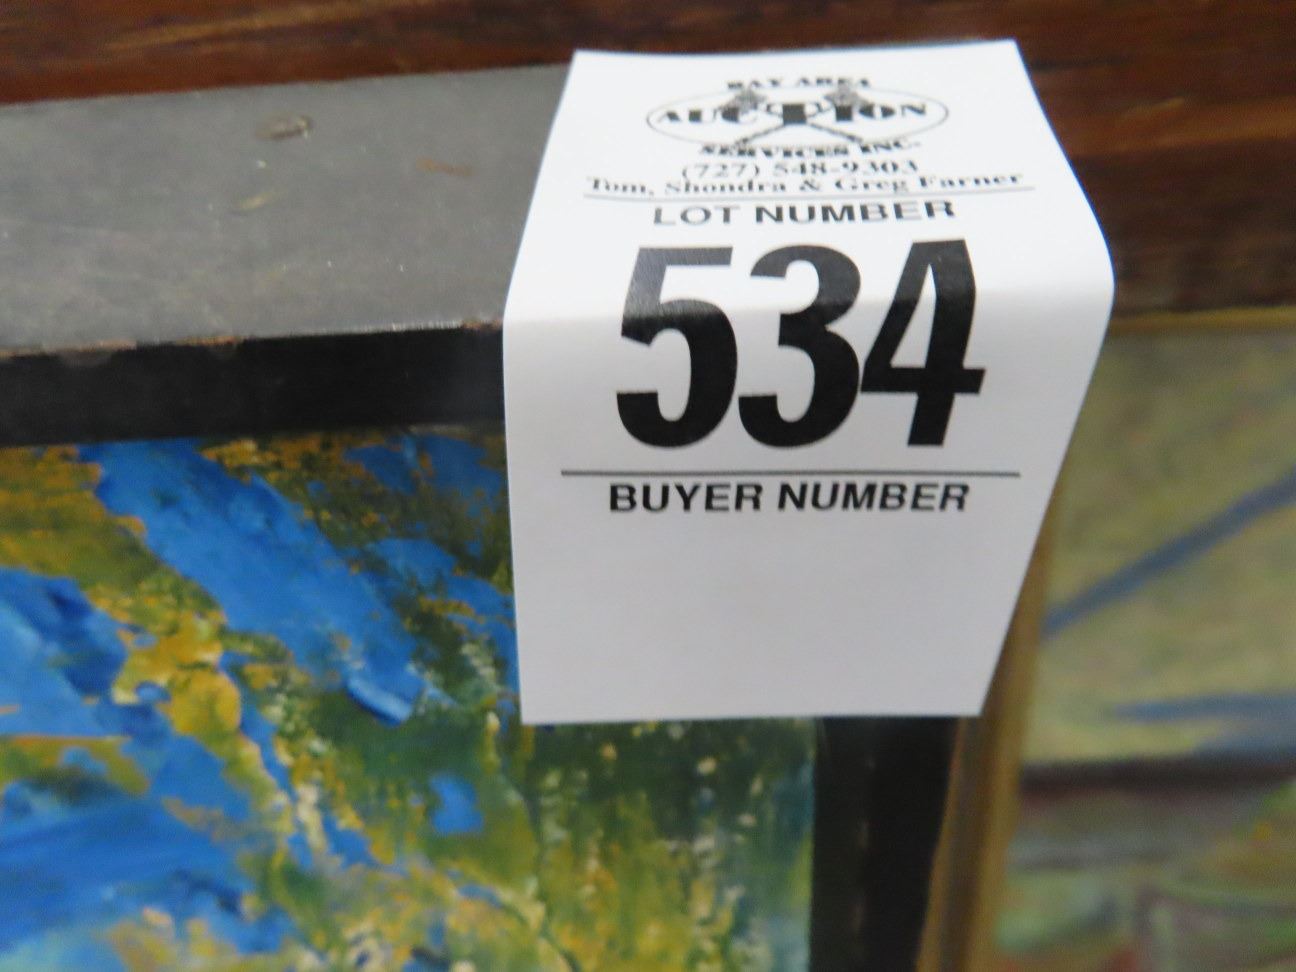 BAY AREA
AUCTION
SERVICES INC.
(727) 548-9303
Tom, Shondra & Greg Farner
LOT NUMBER
534
BUYER NUMBER